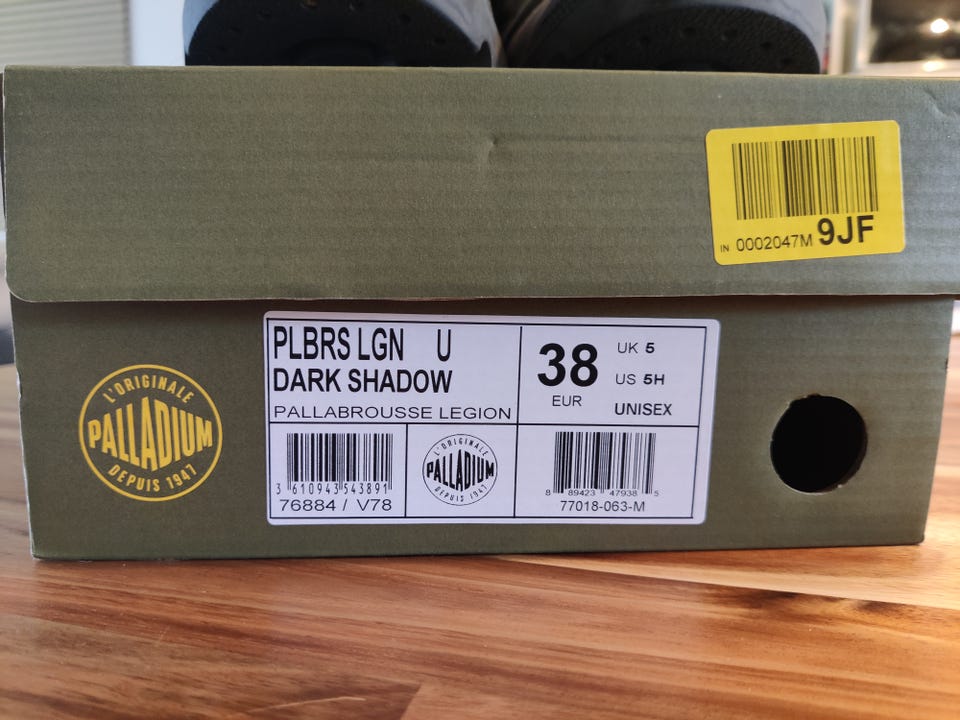 IN 0002047M 9JF
L'ORIGINALE
PALLADIUM
DEPUIS 1947
PLBRS LGN U
DARK SHADOW
PALLABROUSSE LEGION
38
EUR
UK 5
US 5H
UNISEX
3 610943 543891
76884 / V78
L'ORIGINALE
PALLADIUM
DEPUIS 1947
8 89423 47938 5
77018-063-M